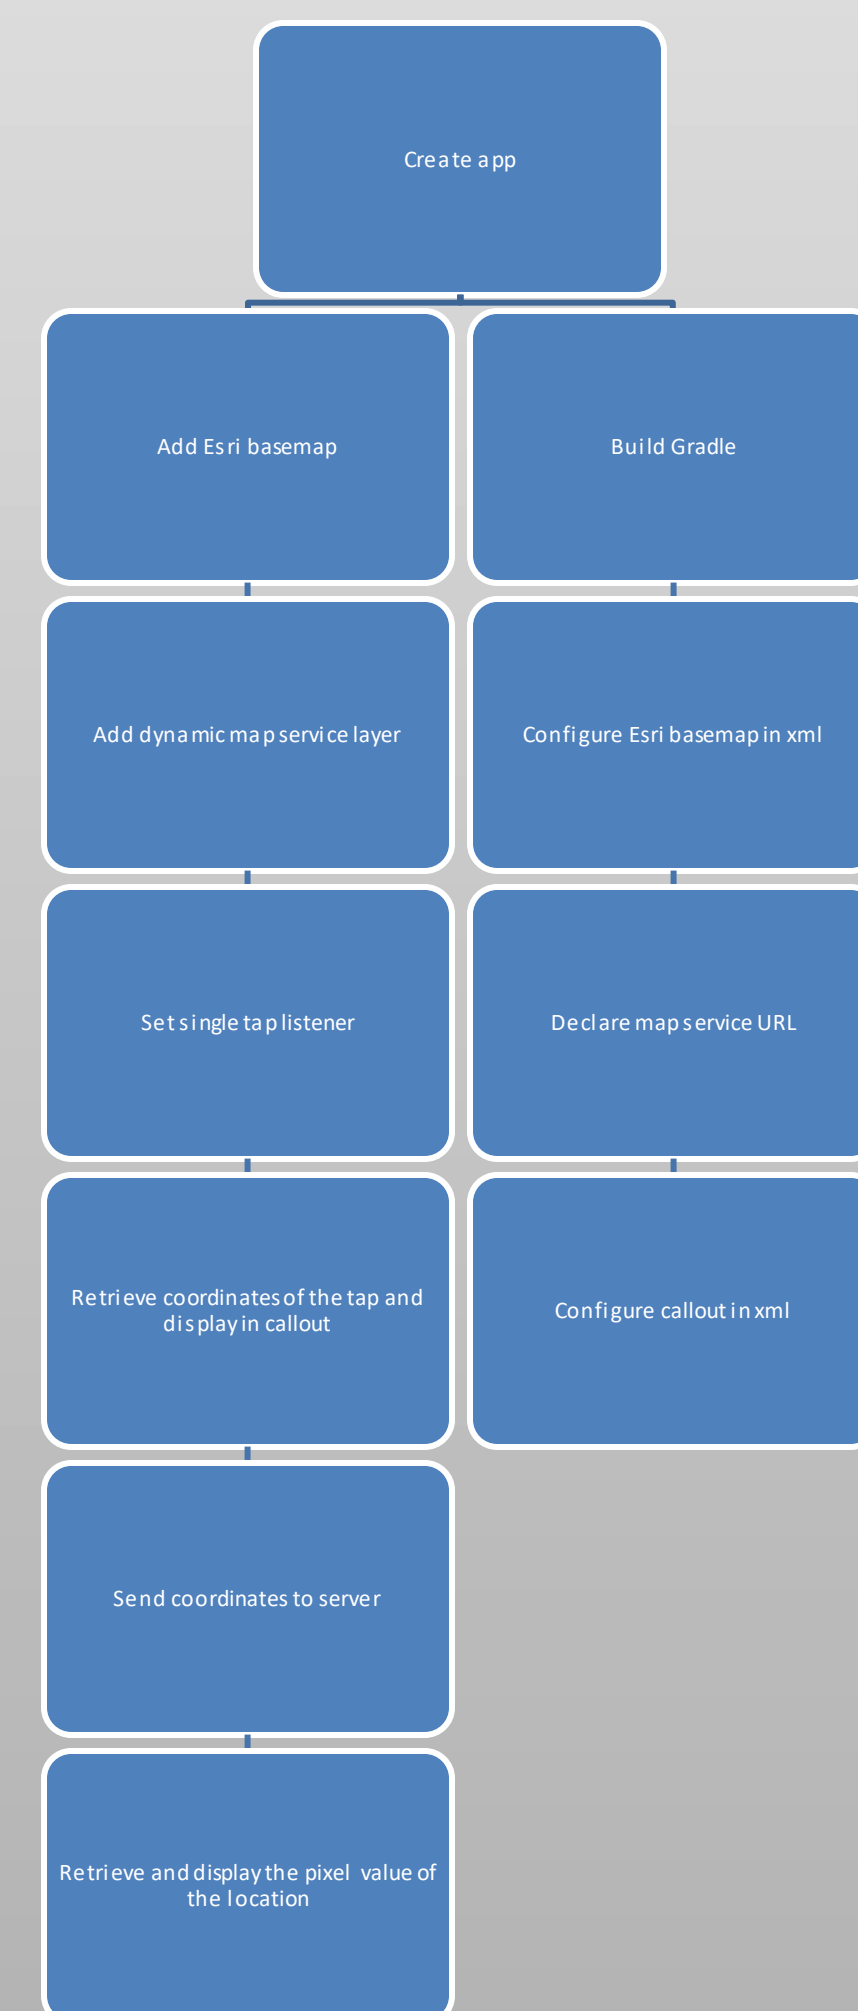 Create app
Add Esri basemap
Build Gradle
Add dynamic map service layer
Configure Esri basemap in xml
Set single tap listener
Declare map service URL
Retrieve coordinates of the tap and
display in callout
Configure callout in xml
Send coordinates to server
Retrieve and display the pixel value of
the location